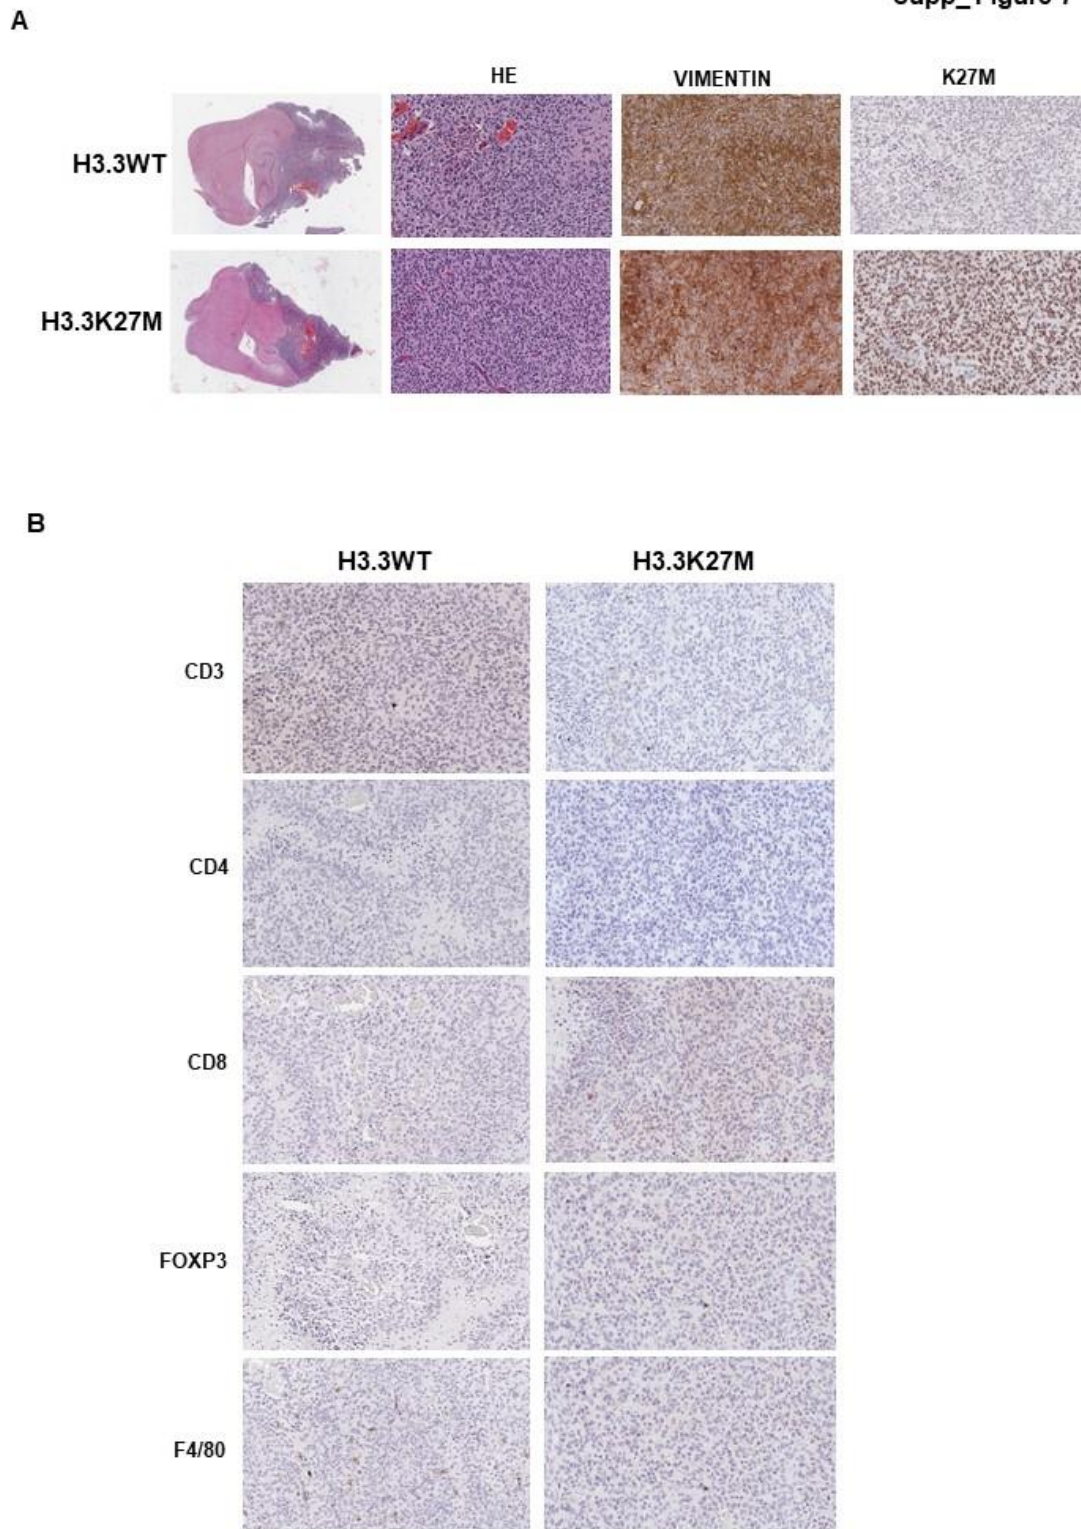 A
HE VIMENTIN K27M
H3.3WT
H3.3K27M
B
H3.3WT H3.3K27M
CD3
CD4
CD8
FOXP3
F4/80